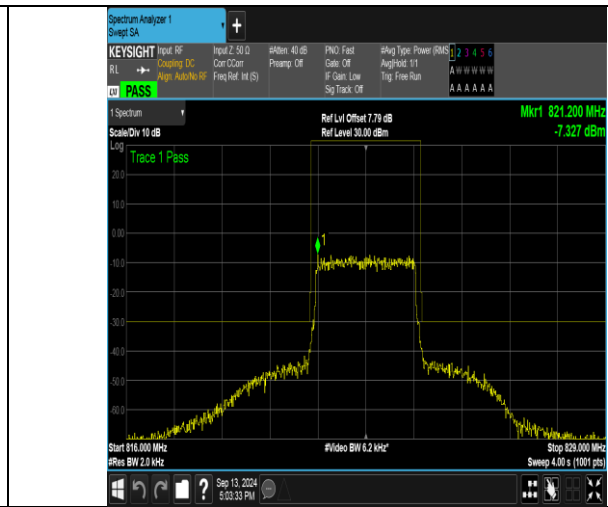 Spectrum Analyzer 1
Swept SA
+
KEYSIGHT Input: RF Input Z: 50 Ω #Atten: 40 dB PNO: Fast #Avg Type: Power (RMS 1 2 3 4 5 6
RL Coupling: DC Corr CCorr Preamp: Off Gate: Off Avg|Hold: 1/1 A W W W W W
Align: Auto/No RF Freq Ref: Int (S) IF Gain: Low Trig: Free Run
LXI PASS Sig Track: Off A A A A A A
1 Spectrum Ref Lvl Offset 7.79 dB Mkr1 821.200 MHz
Scale/Div 10 dB Ref Level 30.00 dBm -7.327 dBm
Log
Trace 1 Pass
20.0
10.0
0.00
1
-10.0
-20.0
-30.0
-40.0
-50.0
-60.0
Start 816.000 MHz #Video BW 6.2 kHz* Stop 829.000 MHz
#Res BW 2.0 kHz Sweep 4.00 s (1001 pts)
? Sep 13, 2024
5:03:33 PM